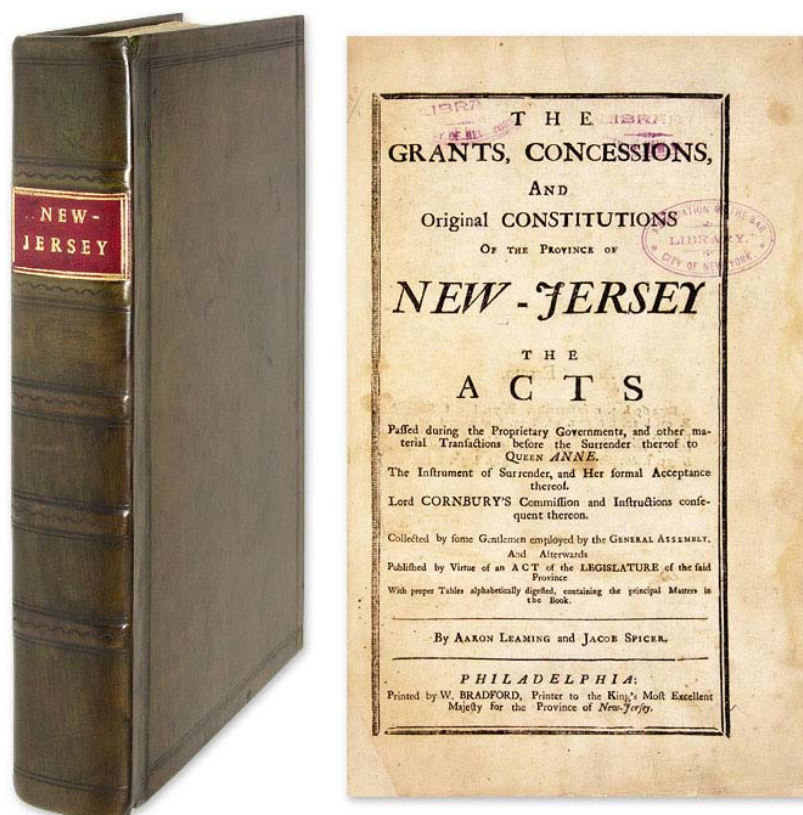 NEW-
JERSEY
THE
GRANTS, CONCESSIONS,
AND
Original CONSTITUTIONS
OF THE PROVINCE OF
NEW-JERSEY
THE
ACTS
Paſſed during the Proprietary Governments, and other ma-
terial Tranſactions before the Surrender thereof to
QUEEN ANNE.
The Inſtrument of Surrender, and Her formal Acceptance
thereof.
Lord CORNBURY'S Commiſſion and Inſtructions conſe-
quent thereon.
Collected by ſome Gentlemen employed by the GENERAL ASSEMBLY.
And Afterwards
Publiſhed by Virtue of an ACT of the LEGISLATURE of the ſaid
Province
With proper Tables alphabetically digeſted, containing the principal Matters in
the Book.
By AARON LEAMING and JACOB SPICER.
PHILADELPHIA:
Printed by W. BRADFORD, Printer to the King's Moſt Excellent
Majeſty for the Province of New-Jerſey.
LIBRARY
THE BAR
LIBRARY.
CITY OF NEW YORK.